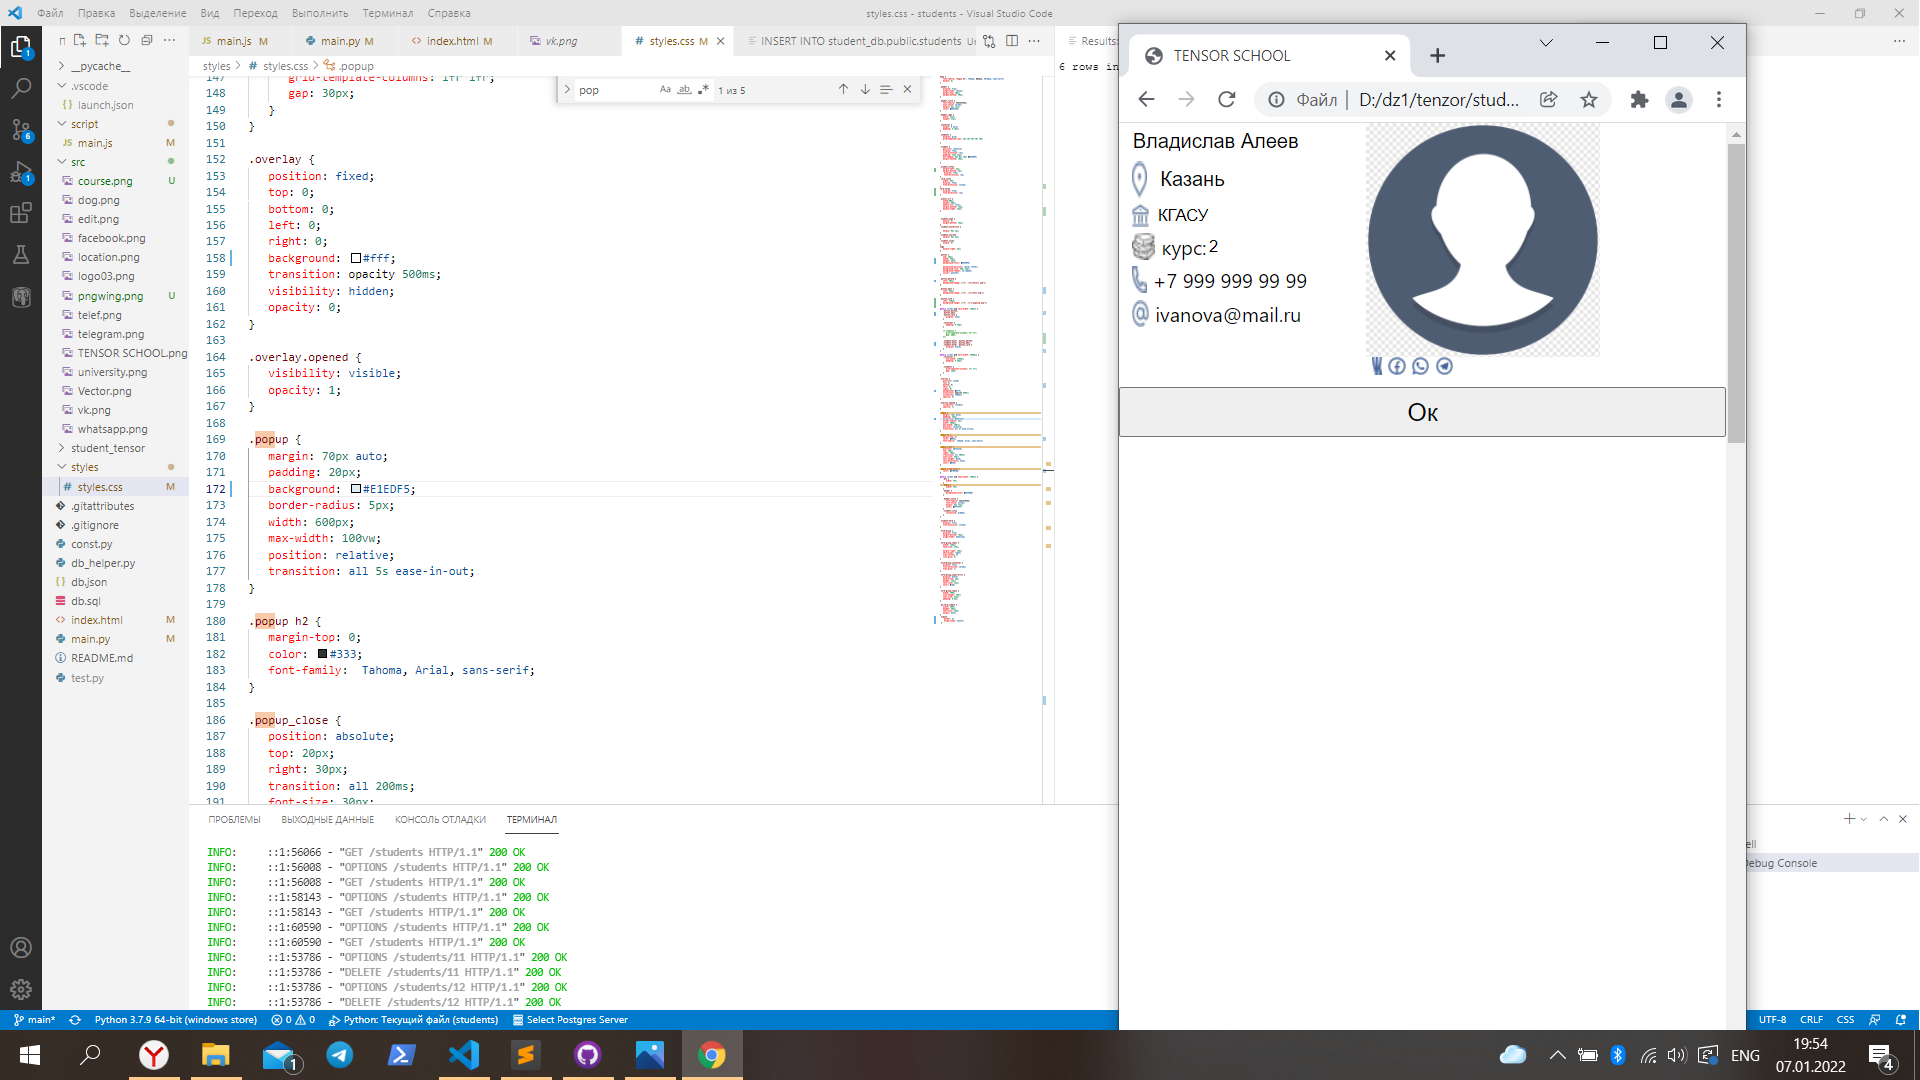 Файл Правка Выделение Вид Переход Выполнить Терминал Справка
styles.css - students - Visual Studio Code
main.js M
main.py M
index.html M
vk.png
styles.css M
INSERT INTO student_db.public.students
Results:
styles > # styles.css > .popup
6 rows in
pop
Aa
ab
1 из 5
__pycache__
.vscode
launch.json
script
main.js M
src
course.png U
dog.png
edit.png
facebook.png
location.png
logo03.png
pngwing.png U
telef.png
telegram.png
TENSOR SCHOOL.png
university.png
Vector.png
vk.png
whatsapp.png
student_tensor
styles
# styles.css M
.gitattributes
.gitignore
const.py
db_helper.py
db.json
db.sql
index.html M
main.py M
README.md
test.py
147 grid-template-columns: 1fr 1fr;
148 gap: 30px;
149 }
150 }
151
152 .overlay {
153 position: fixed;
154 top: 0;
155 bottom: 0;
156 left: 0;
157 right: 0;
158 background: #fff;
159 transition: opacity 500ms;
160 visibility: hidden;
161 opacity: 0;
162 }
163
164 .overlay.opened {
165 visibility: visible;
166 opacity: 1;
167 }
168
169 .popup {
170 margin: 70px auto;
171 padding: 20px;
172 background: #E1EDF5;
173 border-radius: 5px;
174 width: 600px;
175 max-width: 100vw;
176 position: relative;
177 transition: all 5s ease-in-out;
178 }
179
180 .popup h2 {
181 margin-top: 0;
182 color: #333;
183 font-family: Tahoma, Arial, sans-serif;
184 }
185
186 .popup_close {
187 position: absolute;
188 top: 20px;
189 right: 30px;
190 transition: all 200ms;
191 font-size: 30px;
ПРОБЛЕМЫ ВЫХОДНЫЕ ДАННЫЕ КОНСОЛЬ ОТЛАДКИ ТЕРМИНАЛ
INFO: ::1:56066 - "GET /students HTTP/1.1" 200 OK
INFO: ::1:56008 - "OPTIONS /students HTTP/1.1" 200 OK
INFO: ::1:56008 - "GET /students HTTP/1.1" 200 OK
INFO: ::1:58143 - "OPTIONS /students HTTP/1.1" 200 OK
INFO: ::1:58143 - "GET /students HTTP/1.1" 200 OK
INFO: ::1:60590 - "OPTIONS /students HTTP/1.1" 200 OK
INFO: ::1:60590 - "GET /students HTTP/1.1" 200 OK
INFO: ::1:53786 - "OPTIONS /students/11 HTTP/1.1" 200 OK
INFO: ::1:53786 - "DELETE /students/11 HTTP/1.1" 200 OK
INFO: ::1:53786 - "OPTIONS /students/12 HTTP/1.1" 200 OK
INFO: ::1:53786 - "DELETE /students/12 HTTP/1.1" 200 OK
ell
Debug Console
TENSOR SCHOOL
Файл | D:/dz1/tenzor/stud...
Владислав Алеев
Казань
КГАСУ
курс:2
+7 999 999 99 99
ivanova@mail.ru
Ок
main* Python 3.7.9 64-bit (windows store) 0 0 Python: Текущий файл (students) Select Postgres Server
UTF-8 CRLF CSS
1
ENG
19:54
07.01.2022
4